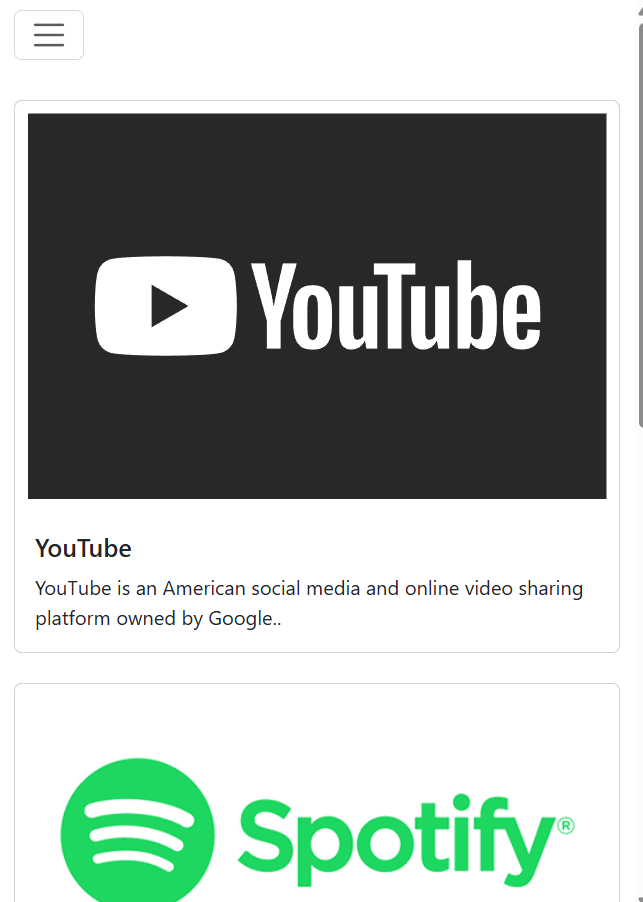 YouTube
YouTube
YouTube is an American social media and online video sharing
platform owned by Google..
Spotify®